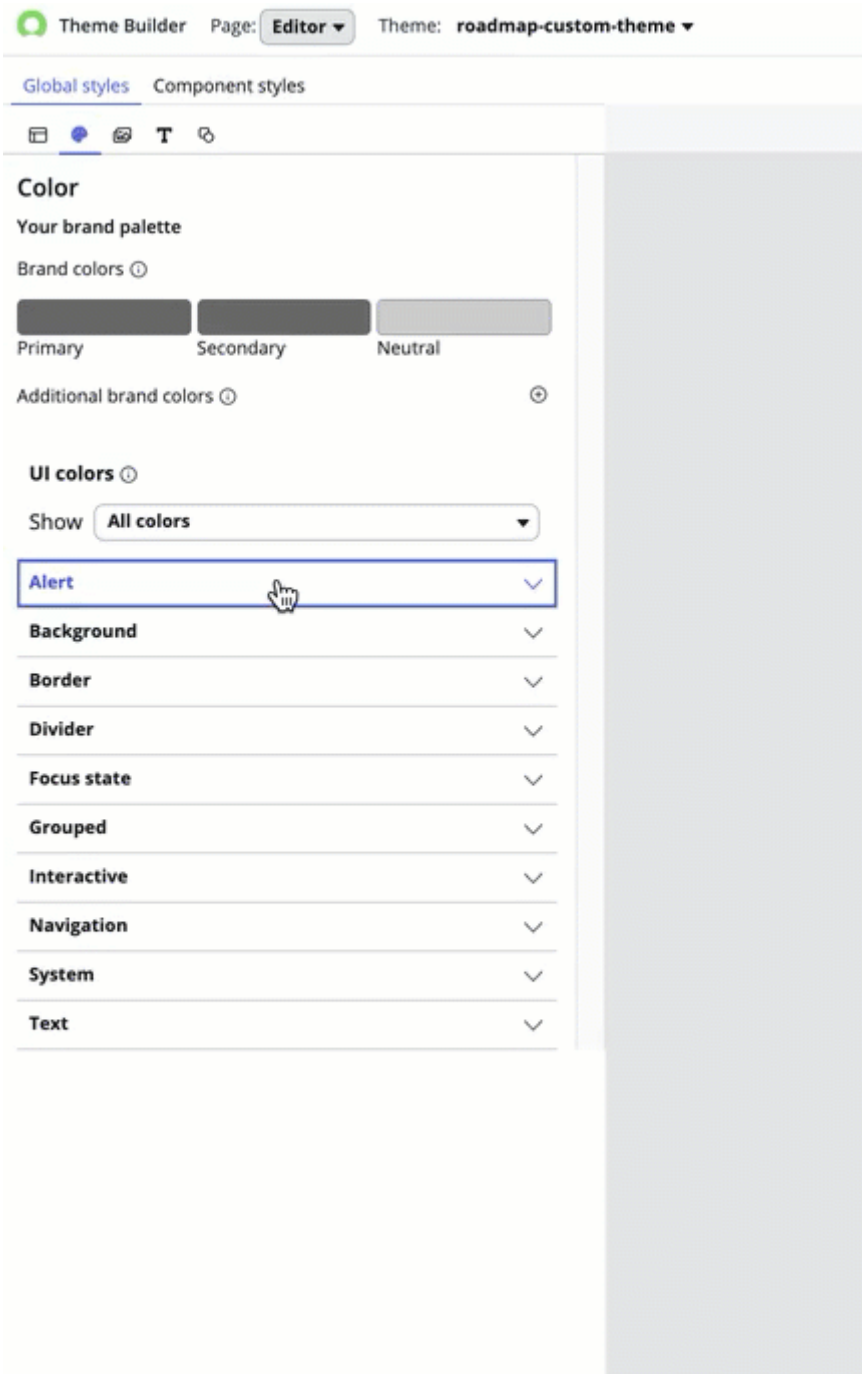 Theme Builder Page: Editor Theme: roadmap-custom-theme
Global styles Component styles
T
Color
Your brand palette
Brand colors
Primary Secondary Neutral
Additional brand colors
UI colors
Show All colors
Alert
Background
Border
Divider
Focus state
Grouped
Interactive
Navigation
System
Text